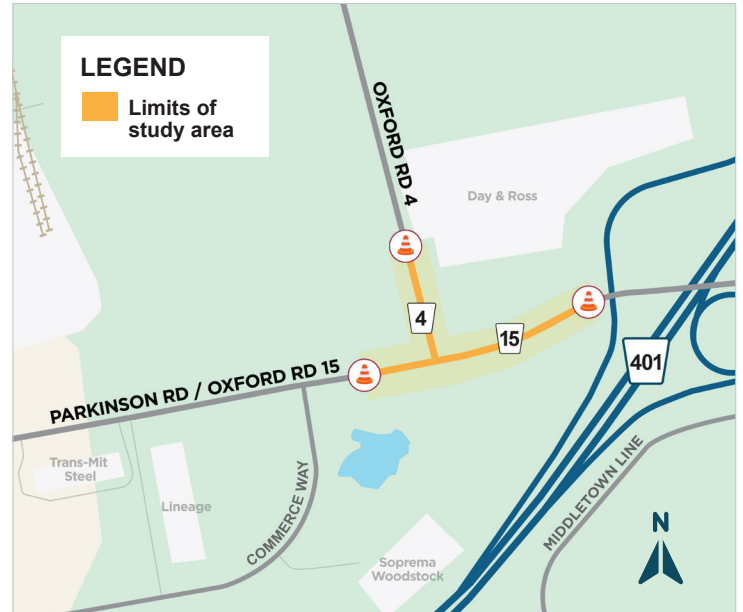 LEGEND
Limits of
study area
OXFORD RD 4
Day & Ross
4
15
401
PARKINSON RD / OXFORD RD 15
Trans-Mit
Steel
Lineage
COMMERCE WAY
MIDDLETOWN LINE
Soprema
Woodstock
N